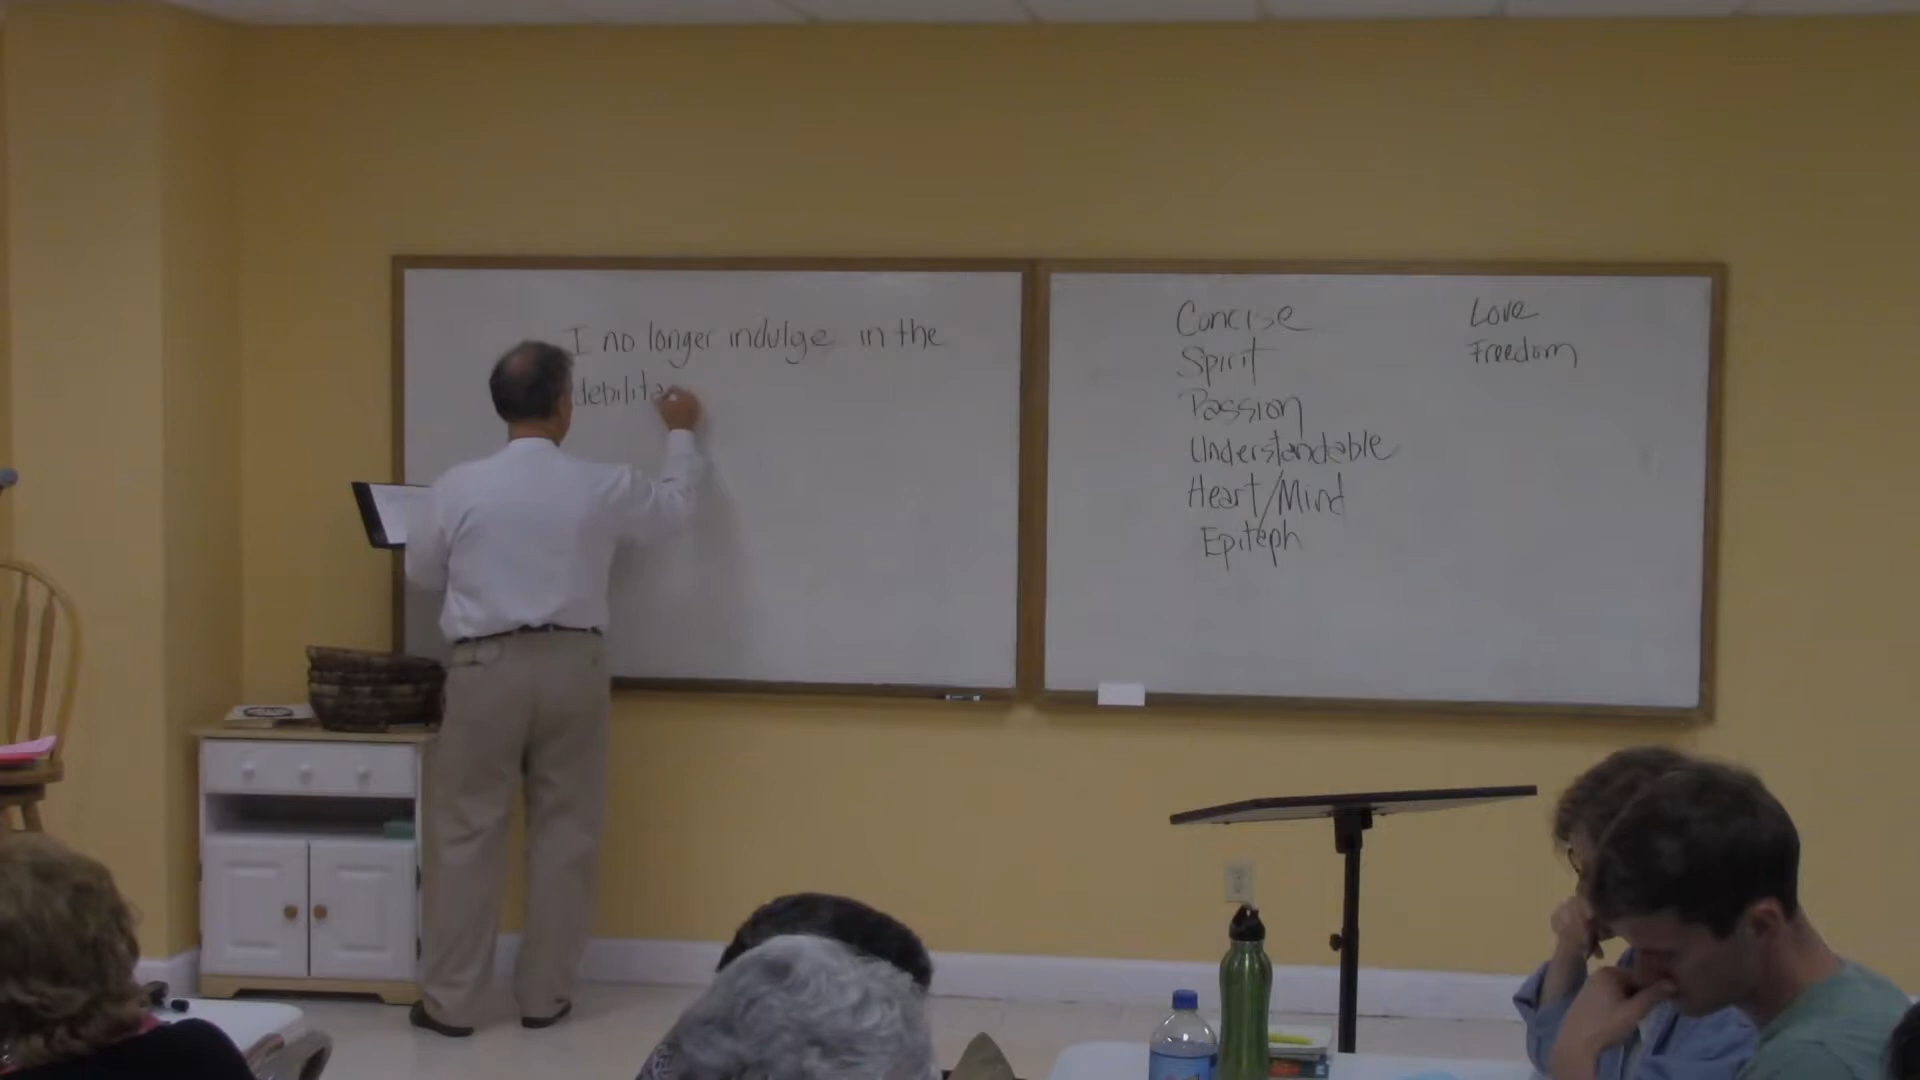 I no longer indulge in the
debilita
Concise
Spirit
Passion
Understandable
Heart/Mind
Epiteph
Love
Freedom